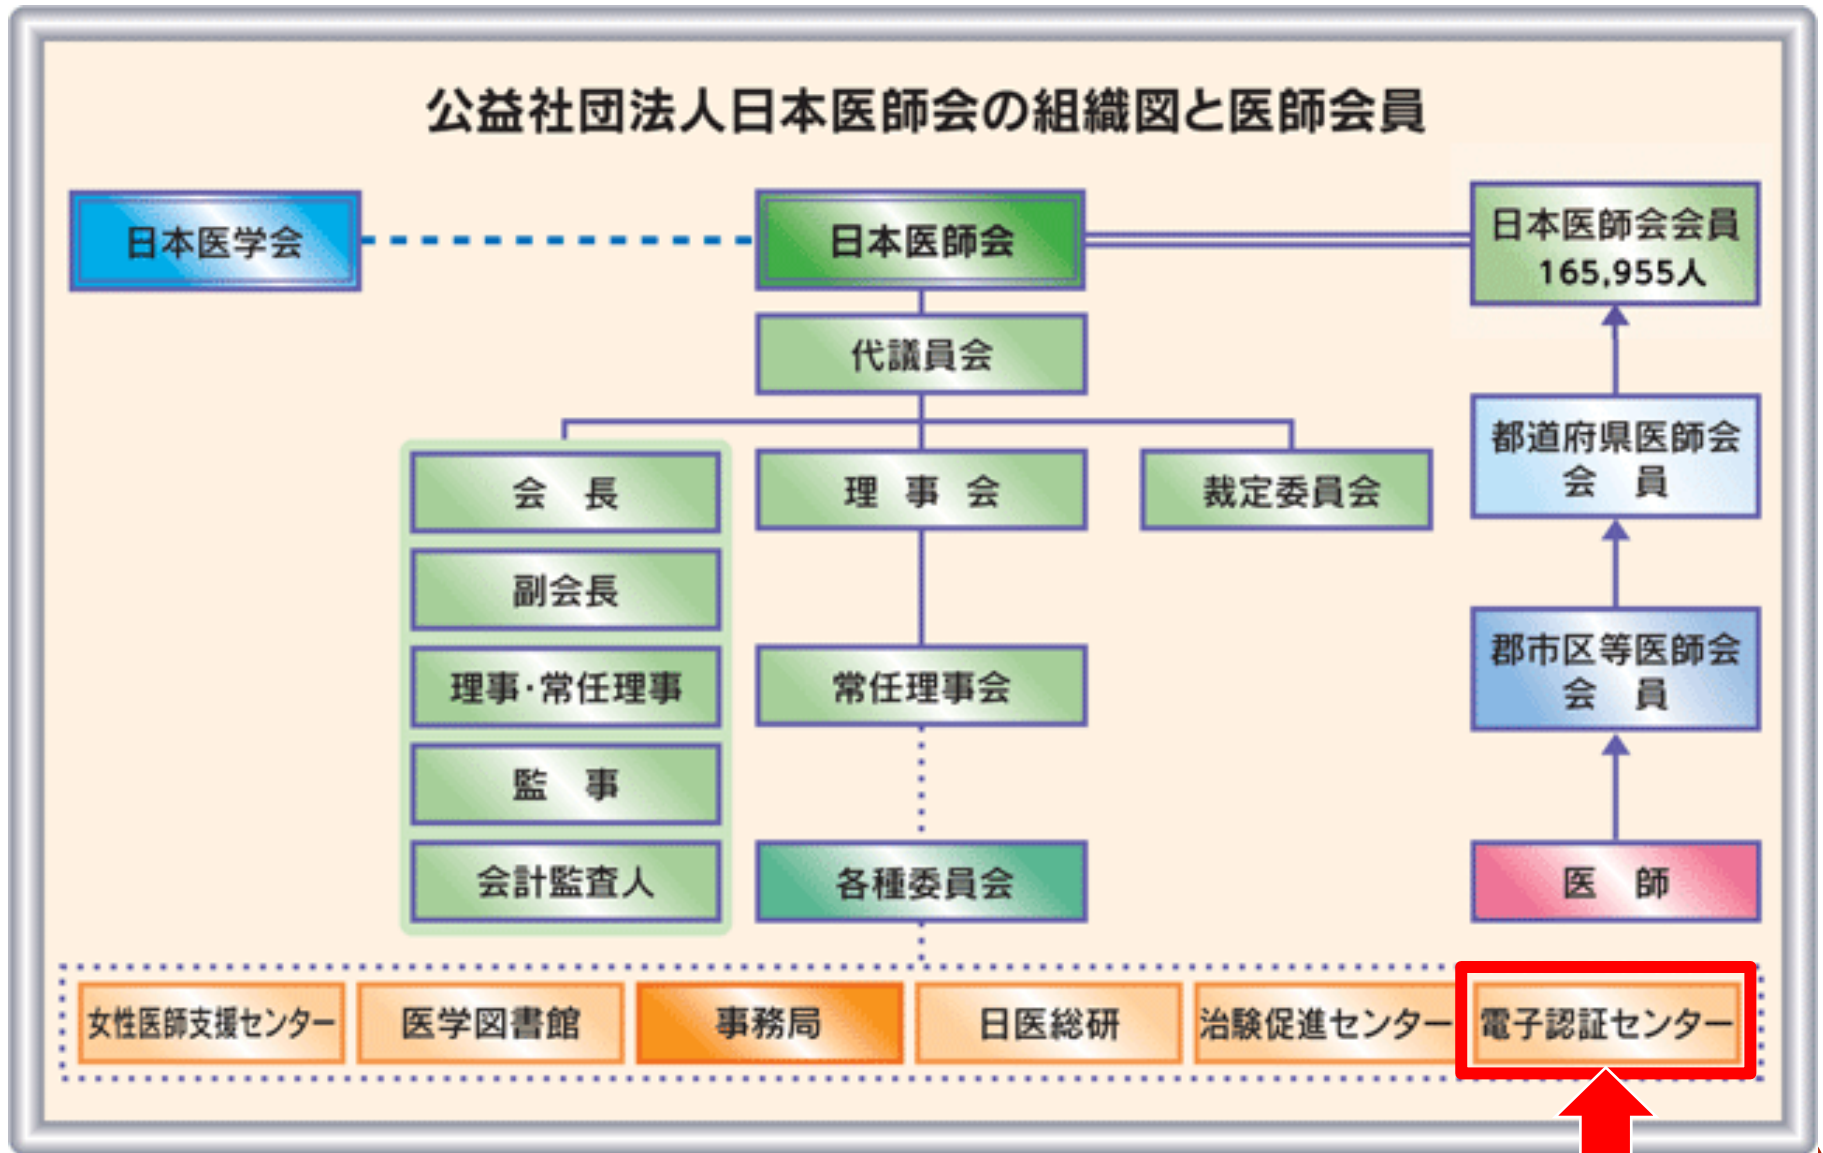 公益社団法人日本医師会の組織図と医師会員
日本医学会
日本医師会
日本医師会会員
165,955人
代議員会
都道府県医師会
会 員
会 長
理 事 会
裁定委員会
副会長
郡市区等医師会
会 員
理事・常任理事
常任理事会
監 事
会計監査人
各種委員会
医 師
女性医師支援センター
医学図書館
事務局
日医総研
治験促進センター
電子認証センター